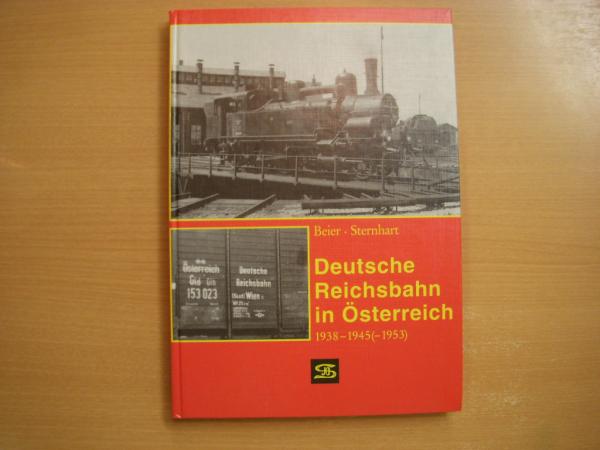 Beier · Sternhart
Deutsche
Reichsbahn
in Österreich
1938–1945(–1953)
Österreich
Deutsche
Reichsbahn
153 023
Wien